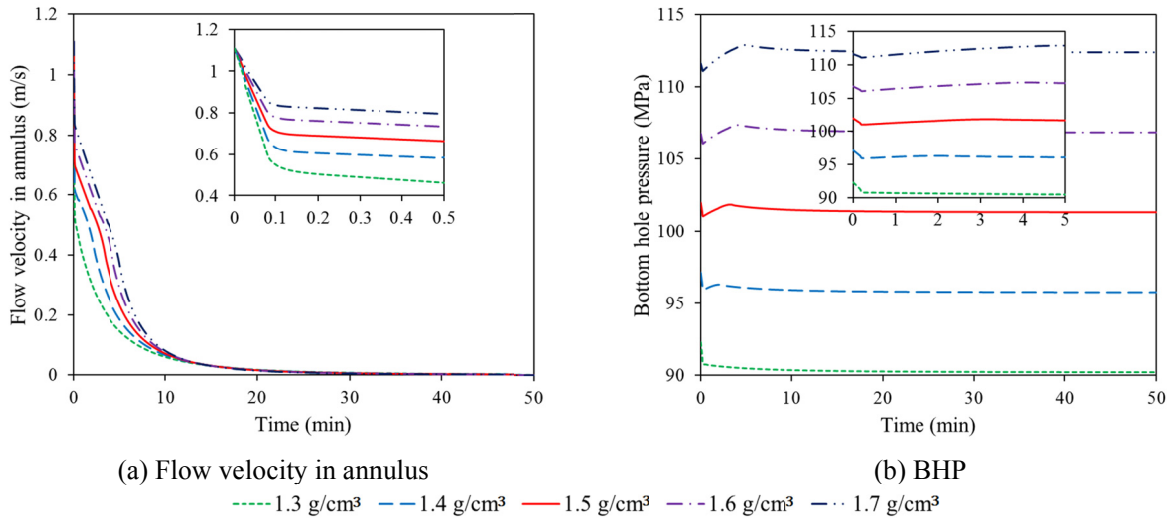 Flow velocity in annulus (m/s)
1.2
1
0.8
0.6
0.4
0.2
0
0 10 20 30 40 50
Time (min)
1.2
1
0.8
0.6
0.4
0 0.1 0.2 0.3 0.4 0.5
(a) Flow velocity in annulus
Bottom hole pressure (MPa)
115
110
105
100
95
90
0 10 20 30 40 50
Time (min)
115
110
105
100
95
90
0 1 2 3 4 5
(b) BHP
1.3 g/cm³ 1.4 g/cm³ 1.5 g/cm³ 1.6 g/cm³ 1.7 g/cm³